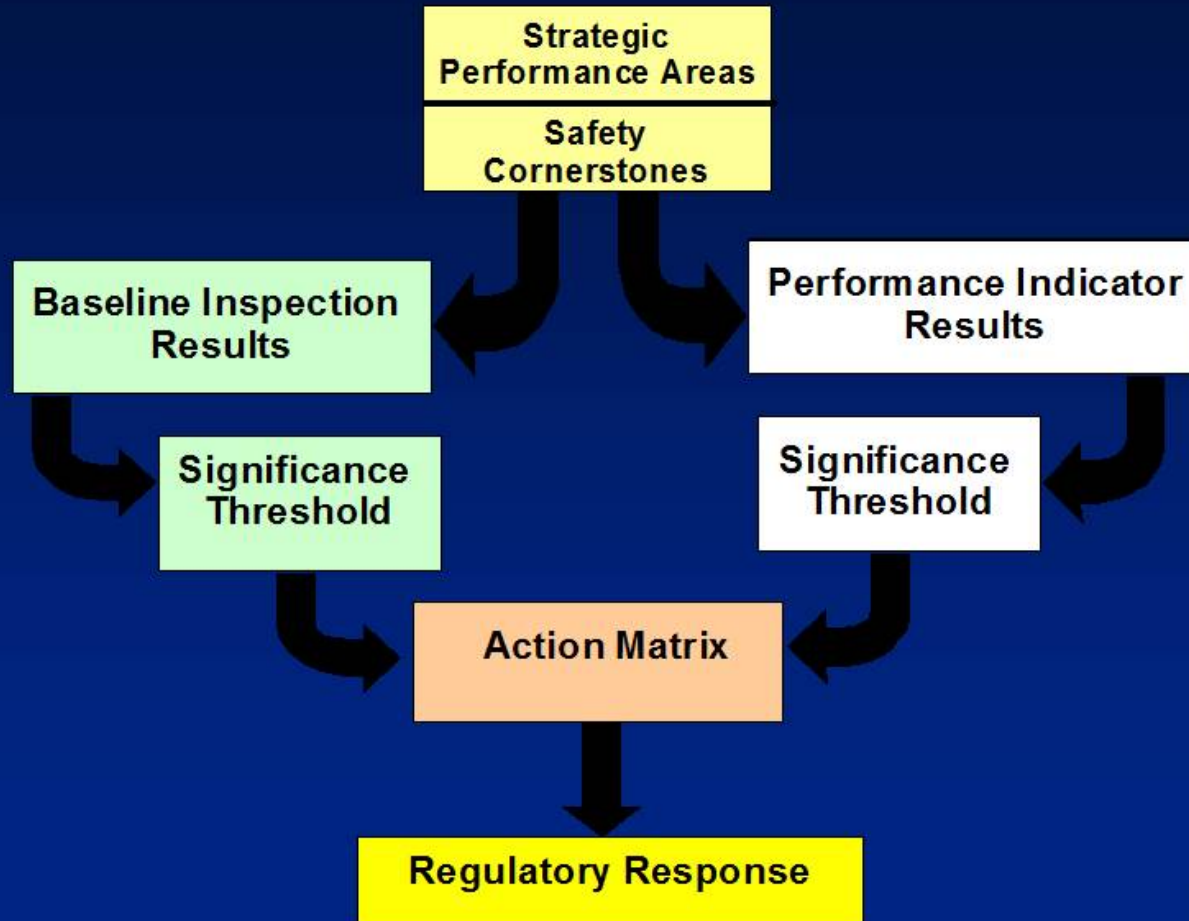 Strategic
Performance Areas
Safety
Cornerstones
Baseline Inspection
Results
Performance Indicator
Results
Significance
Threshold
Significance
Threshold
Action Matrix
Regulatory Response